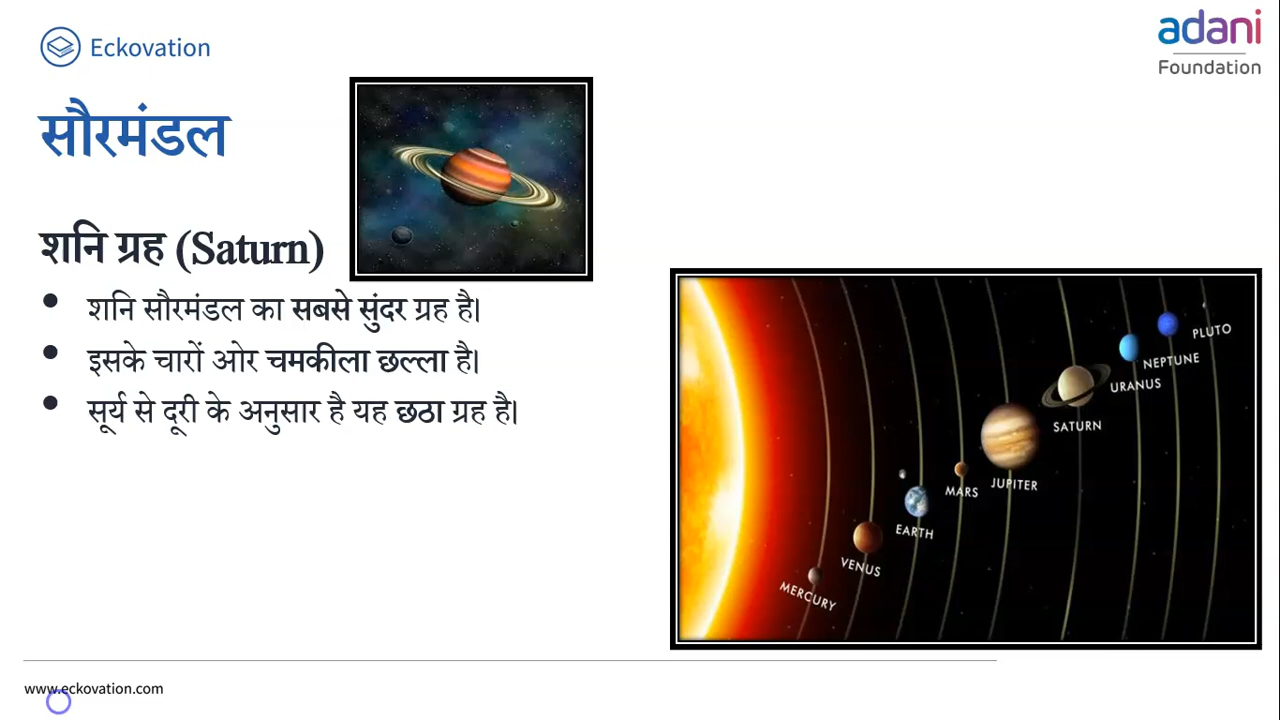 Eckovation
adani
Foundation
सौरमंडल
शनि ग्रह (Saturn)
• शनि सौरमंडल का सबसे सुंदर ग्रह है।
• इसके चारों ओर चमकीला छल्ला है।
• सूर्य से दूरी के अनुसार है यह छठा ग्रह है।
PLUTO
NEPTUNE
URANUS
SATURN
JUPITER
MARS
EARTH
VENUS
MERCURY
www.eckovation.com